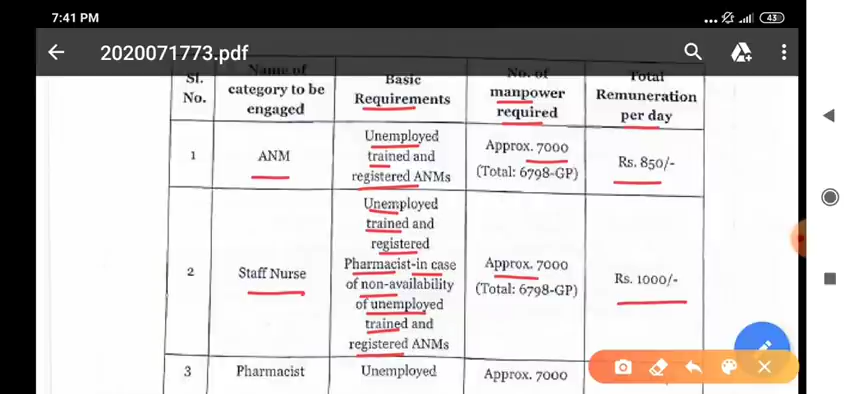 7:41 PM
43
2020071773.pdf
Sl. No.
Name of category to be engaged
Basic Requirements
No. of manpower required
Total Remuneration per day
1
ANM
Unemployed
trained and
registered ANMs
Approx. 7000
(Total: 6798-GP)
Rs. 850/-
2
Staff Nurse
Unemployed
trained and
registered
Pharmacist-in case
of non-availability
of unemployed
trained and
registered ANMs
Approx. 7000
(Total: 6798-GP)
Rs. 1000/-
3
Pharmacist
Unemployed
Approx. 7000